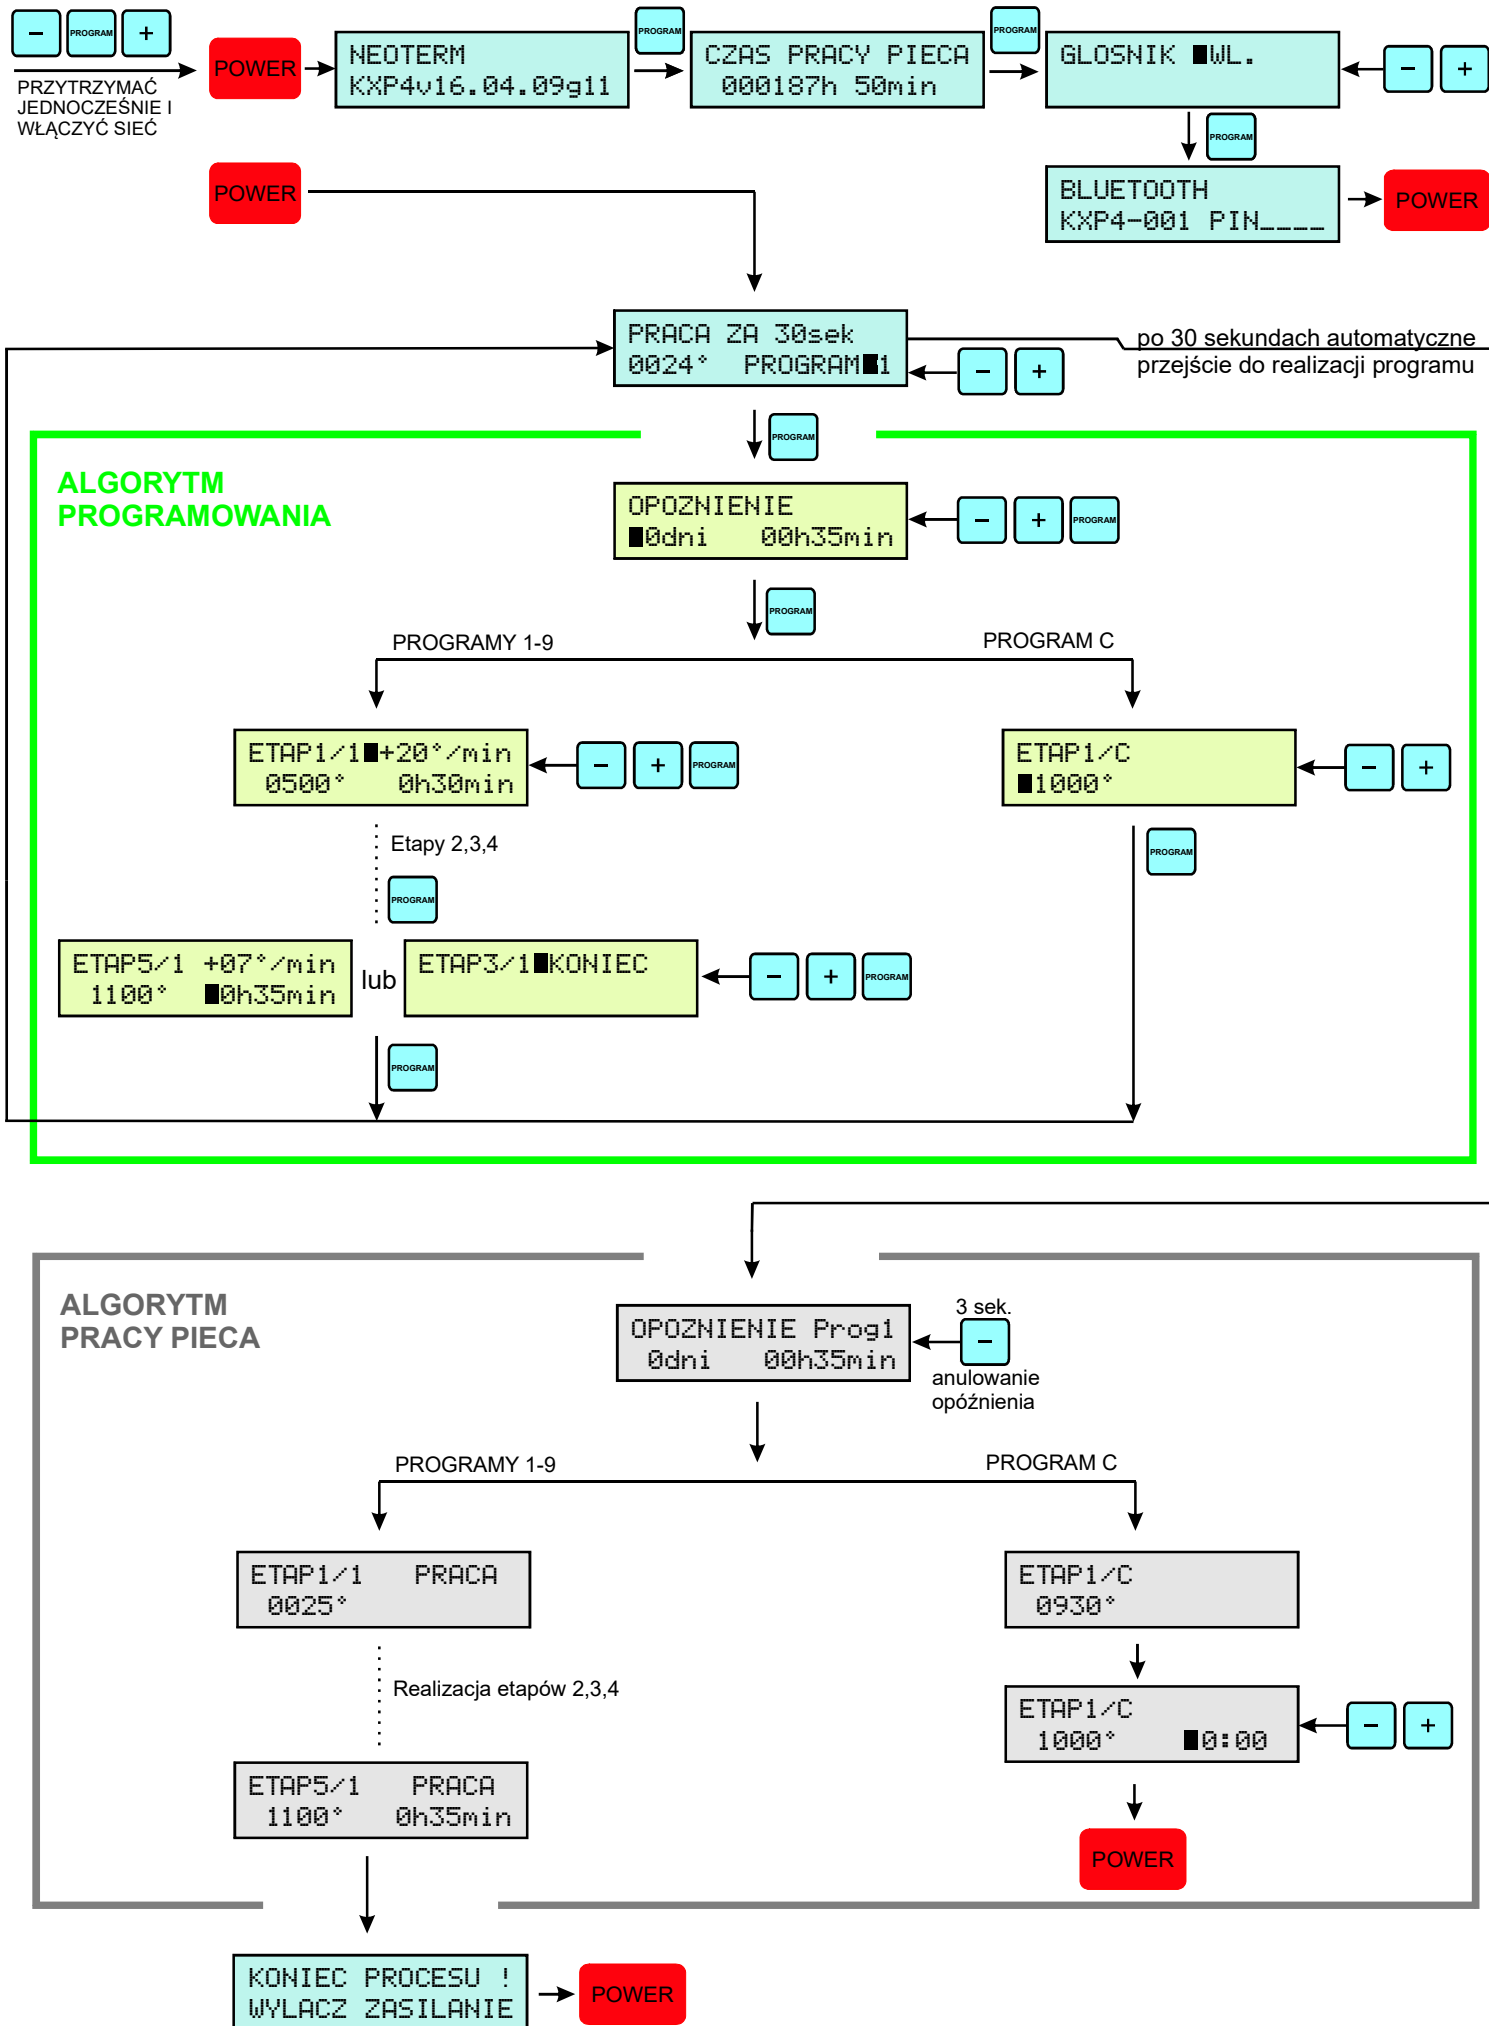 − PROGRAM +
PRZYTRZYMAĆ
JEDNOCZEŚNIE I
WŁĄCZYĆ SIEĆ
POWER
NEOTERM
KXP4v16.04.09g11
PROGRAM
CZAS PRACY PIECA
000187h 50min
PROGRAM
GLOSNIK █WL.
− +
PROGRAM
POWER
BLUETOOTH
KXP4-001 PIN____
POWER
PRACA ZA 30sek
0024° PROGRAM█1
− +
po 30 sekundach automatyczne
przejście do realizacji programu
PROGRAM
ALGORYTM
PROGRAMOWANIA
OPOZNIENIE
█0dni 00h35min
− + PROGRAM
PROGRAM
PROGRAMY 1-9
PROGRAM C
ETAP1/1█+20°/min
0500° 0h30min
− + PROGRAM
ETAP1/C
█1000°
− +
Etapy 2,3,4
PROGRAM
PROGRAM
ETAP5/1 +07°/min
1100° █0h35min
lub
ETAP3/1█KONIEC
− + PROGRAM
PROGRAM
ALGORYTM
PRACY PIECA
OPOZNIENIE Prog1
0dni 00h35min
3 sek.
−
anulowanie
opóźnienia
PROGRAMY 1-9
PROGRAM C
ETAP1/1 PRACA
0025°
ETAP1/C
0930°
Realizacja etapów 2,3,4
ETAP1/C
1000° █0:00
− +
ETAP5/1 PRACA
1100° 0h35min
POWER
KONIEC PROCESU !
WYLACZ ZASILANIE
POWER